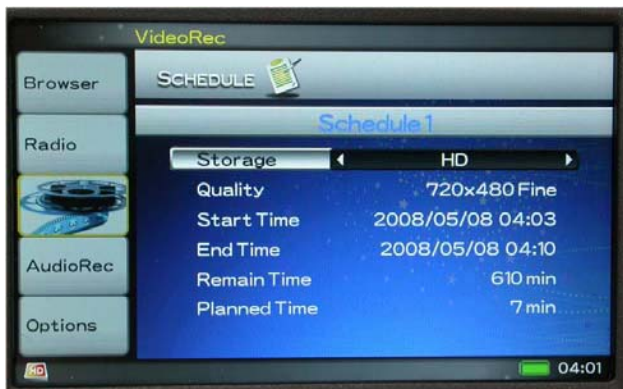 VideoRec
Browser
SCHEDULE
Schedule 1
Radio
Storage HD
Quality 720x480 Fine
Start Time 2008/05/08 04:03
End Time 2008/05/08 04:10
AudioRec
Remain Time 610 min
Planned Time 7 min
Options
HD
04:01